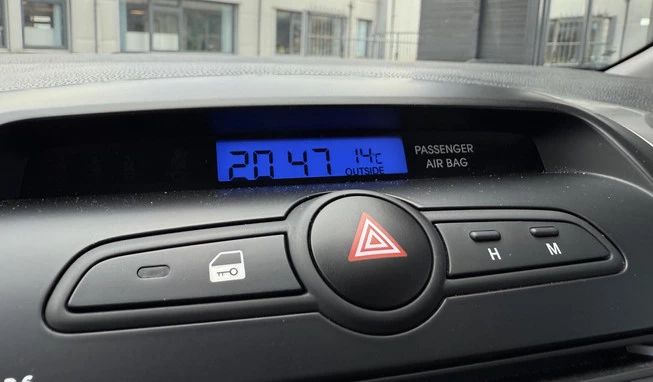 20 47 14°C
OUTSIDE
PASSENGER
AIR BAG
H M